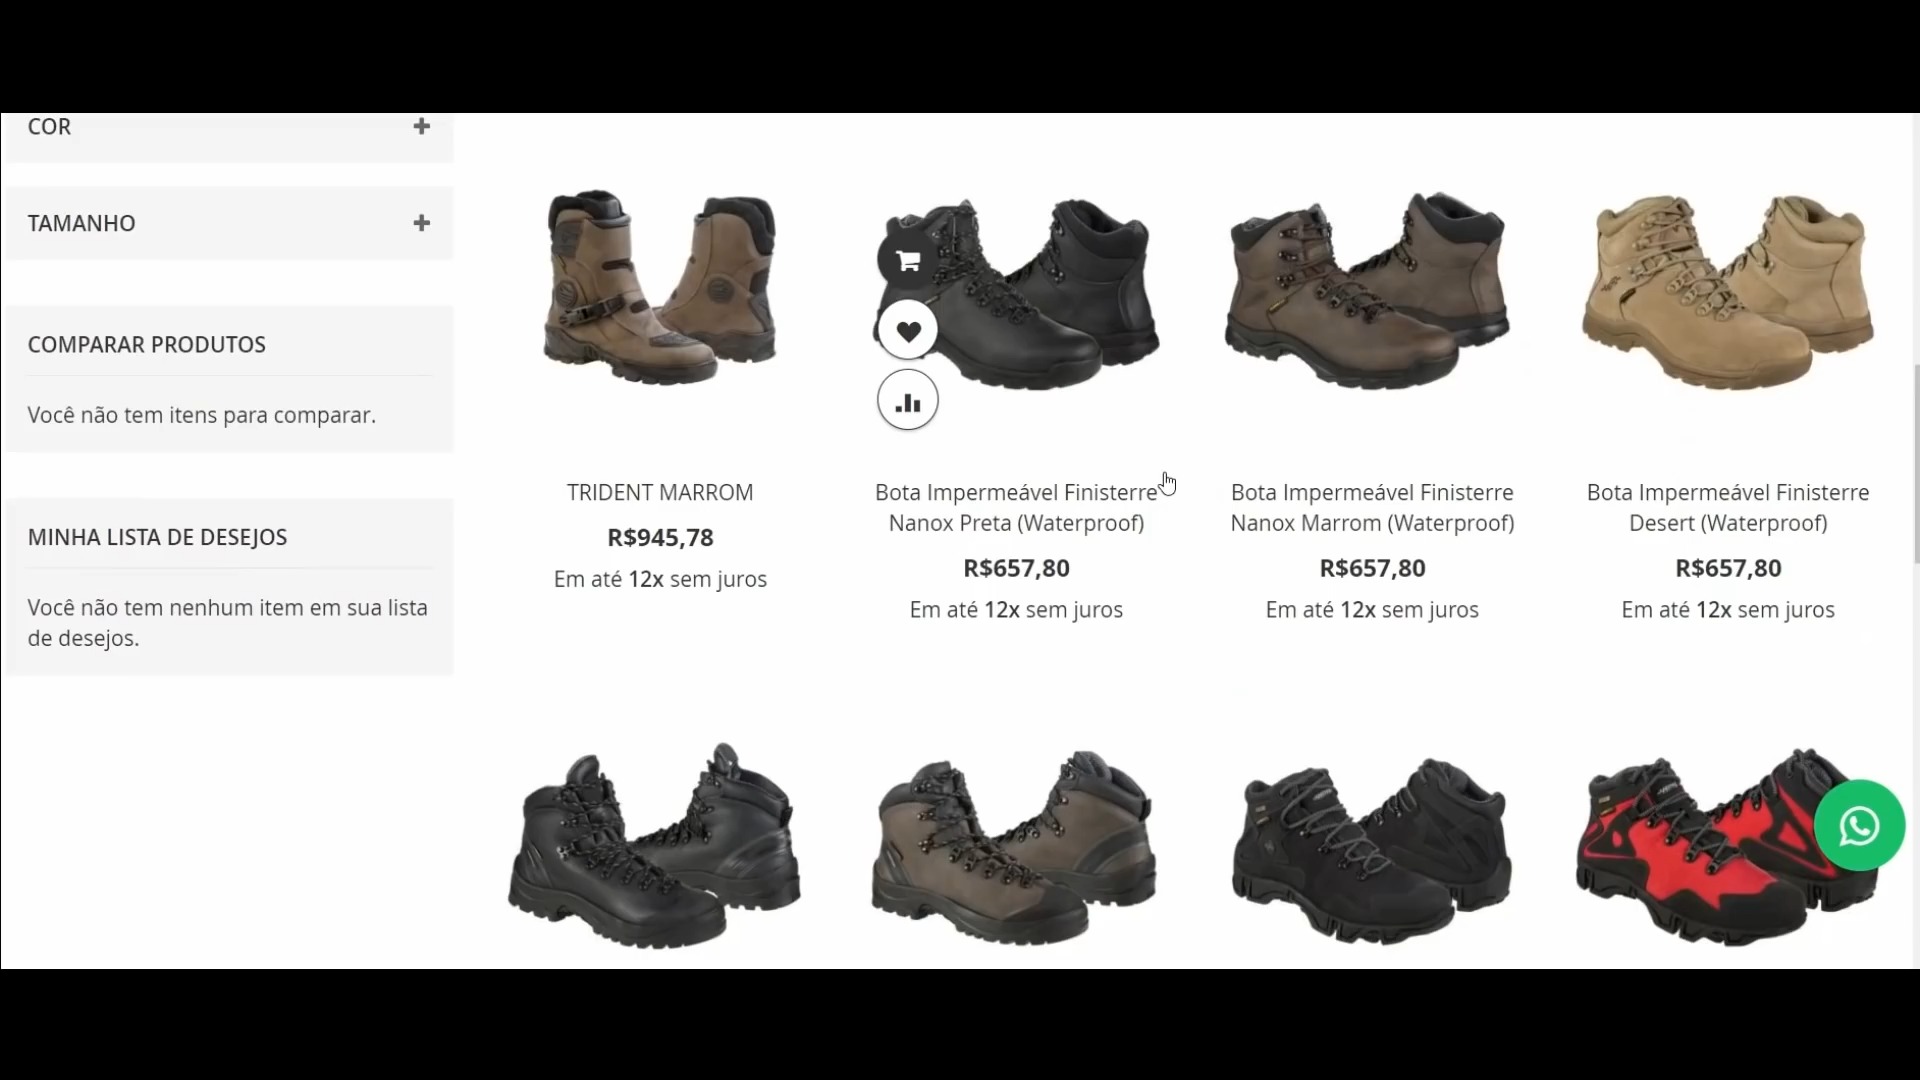 COR
TAMANHO
COMPARAR PRODUTOS
Você não tem itens para comparar.
MINHA LISTA DE DESEJOS
Você não tem nenhum item em sua lista
de desejos.
TRIDENT MARROM
R$945,78
Em até 12x sem juros
Bota Impermeável Finisterre
Nanox Preta (Waterproof)
R$657,80
Em até 12x sem juros
Bota Impermeável Finisterre
Nanox Marrom (Waterproof)
R$657,80
Em até 12x sem juros
Bota Impermeável Finisterre
Desert (Waterproof)
R$657,80
Em até 12x sem juros